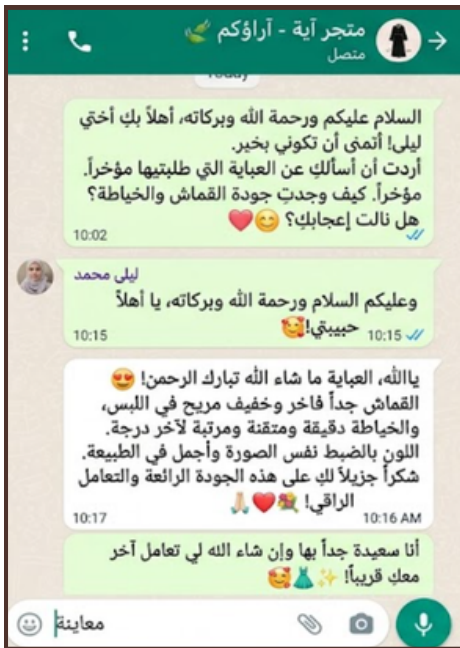 متجر آية - آراؤكم 🌿
متصل
Today
السلام عليكم ورحمة الله وبركاته، أهلاً بكِ أختي
ليلى! أتمنى أن تكوني بخير.
أردت أن أسألكِ عن العباية التي طلبتيها مؤخراً.
مؤخراً. كيف وجدتِ جودة القماش والخياطة؟
هل نالت إعجابكِ؟ 😊❤️
10:02
ليلى محمد
وعليكم السلام ورحمة الله وبركاته، يا أهلاً
حبيبتي!🥰 10:15
10:15
ياالله، العباية ما شاء الله تبارك الرحمن! 😍
القماش جداً فاخر وخفيف مريح في اللبس،
والخياطة دقيقة ومتقنة ومرتبة لآخر درجة.
اللون بالضبط نفس الصورة وأجمل في الطبيعة.
شكراً جزيلاً لكِ على هذه الجودة الرائعة والتعامل
الراقي! 💐❤️🙏🏼
10:16 AM
10:17
أنا سعيدة جداً بها وإن شاء الله لي تعامل آخر
معكِ قريباً! ✨👗🥰
معاينة